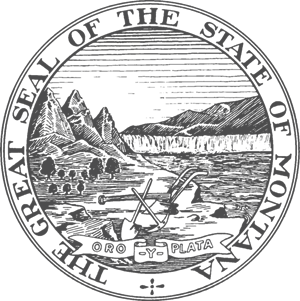 THE GREAT SEAL OF THE STATE OF MONTANA
ORO -Y- PLATA